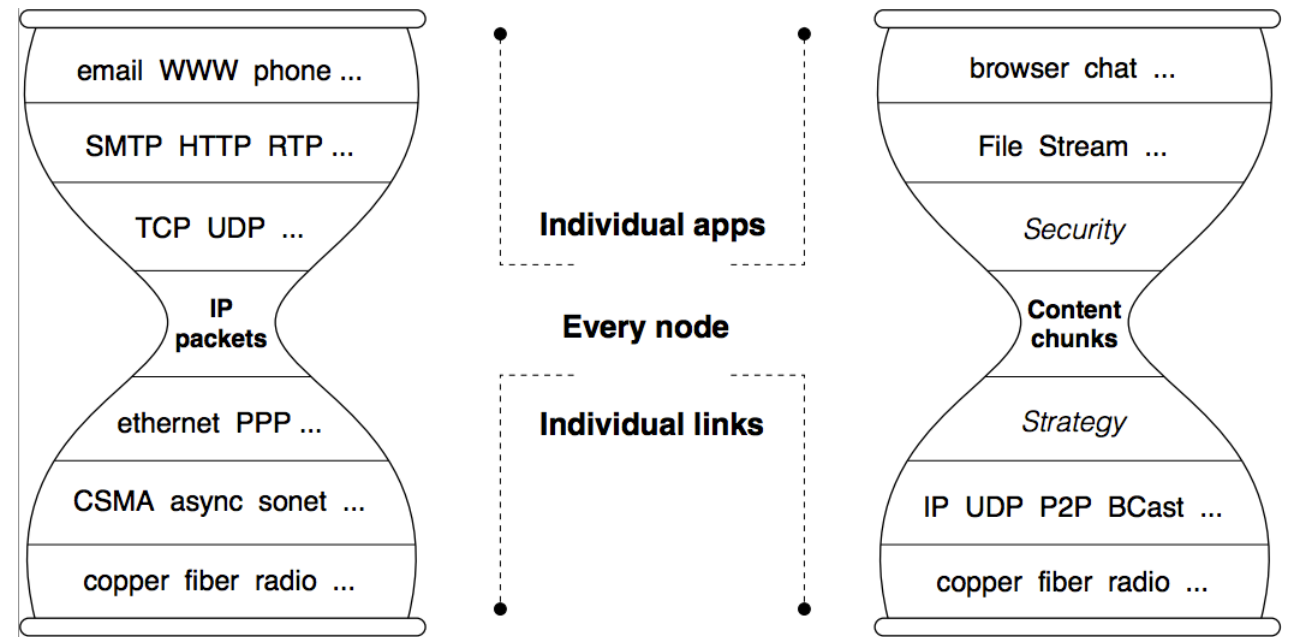 email WWW phone ...
SMTP HTTP RTP ...
TCP UDP ...
IP
packets
ethernet PPP ...
CSMA async sonet ...
copper fiber radio ...
Individual apps
Every node
Individual links
browser chat ...
File Stream ...
Security
Content
chunks
Strategy
IP UDP P2P BCast ...
copper fiber radio ...